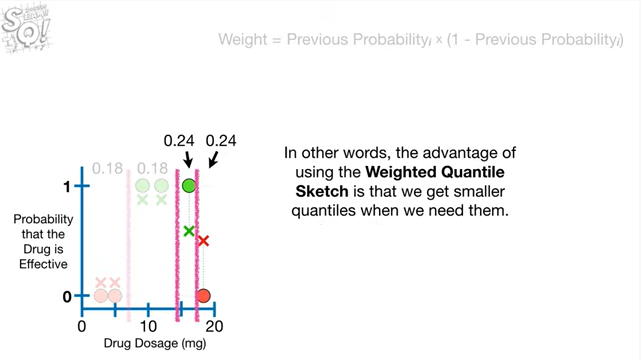 Weight = Previous Probabilityi × (1 - Previous Probabilityi)
0.24 0.24
0.18 0.18
In other words, the advantage of
using the Weighted Quantile
Sketch is that we get smaller
quantiles when we need them.
1
Probability
that the
Drug is
Effective
0
0 10 20
Drug Dosage (mg)